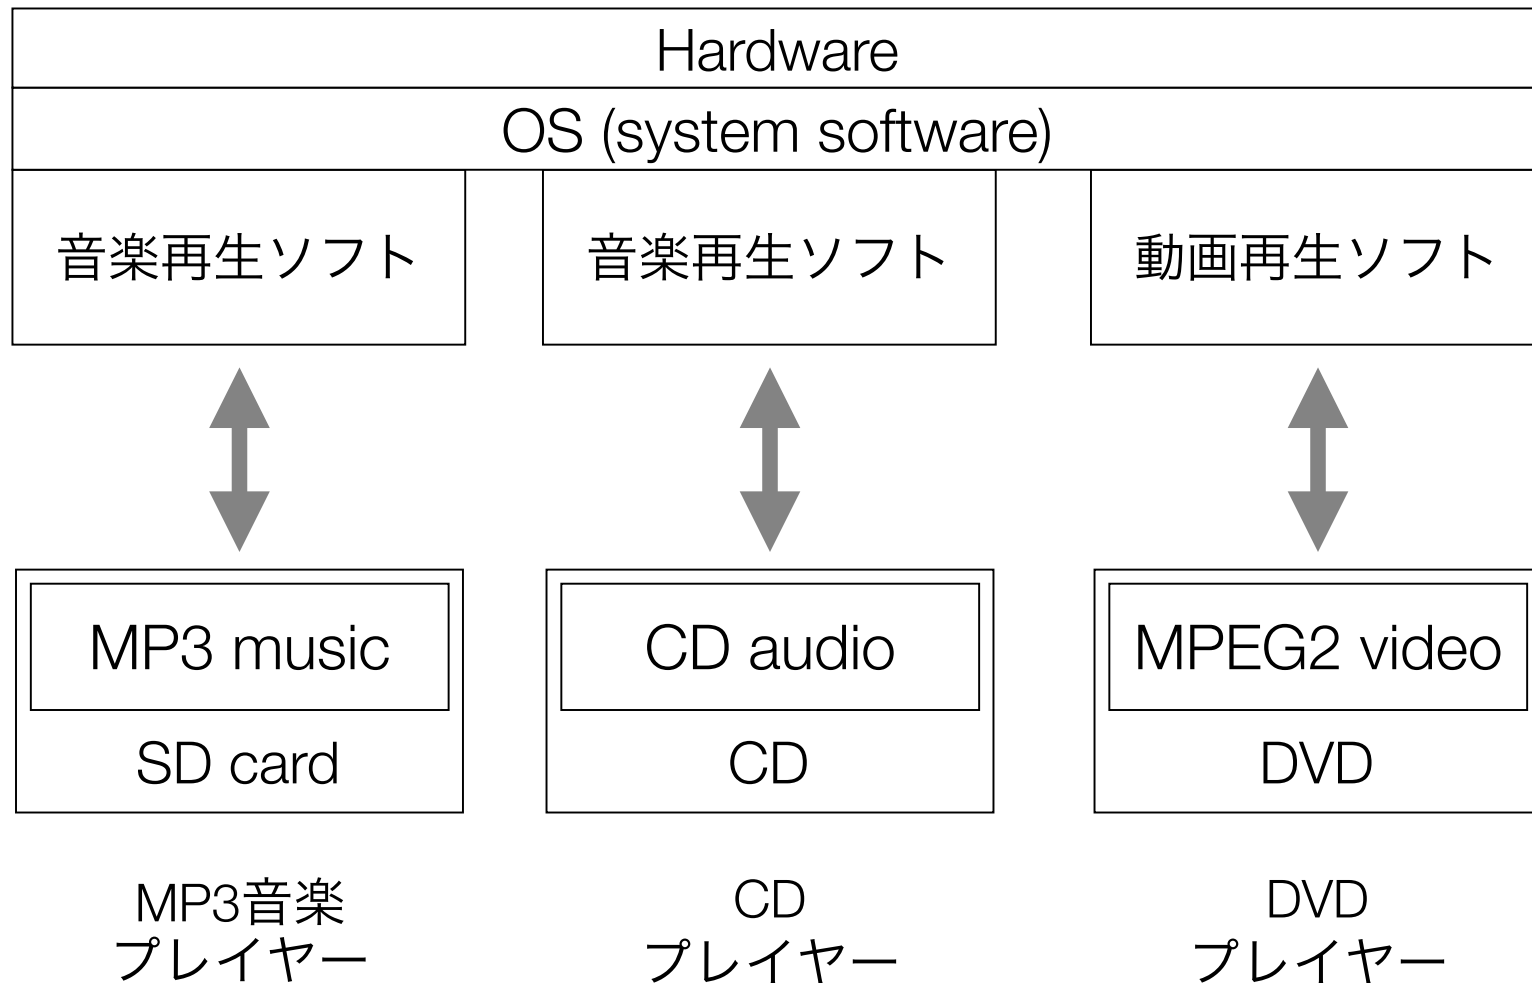 Hardware
OS (system software)
音楽再生ソフト
音楽再生ソフト
動画再生ソフト
MP3 music
SD card
CD audio
CD
MPEG2 video
DVD
MP3音楽
プレイヤー
CD
プレイヤー
DVD
プレイヤー